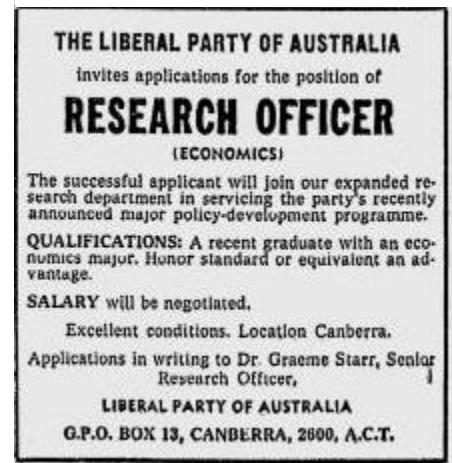 THE LIBERAL PARTY OF AUSTRALIA
invites applications for the position of
RESEARCH OFFICER
(ECONOMICS)
The successful applicant will join our expanded re-
search department in servicing the party's recently
announced major policy-development programme.
QUALIFICATIONS: A recent graduate with an eco-
nomics major. Honor standard or equivalent an ad-
vantage.
SALARY will be negotiated.
Excellent conditions. Location Canberra.
Applications in writing to Dr. Graeme Starr, Senior
Research Officer,
LIBERAL PARTY OF AUSTRALIA
G.P.O. BOX 13, CANBERRA, 2600, A.C.T.